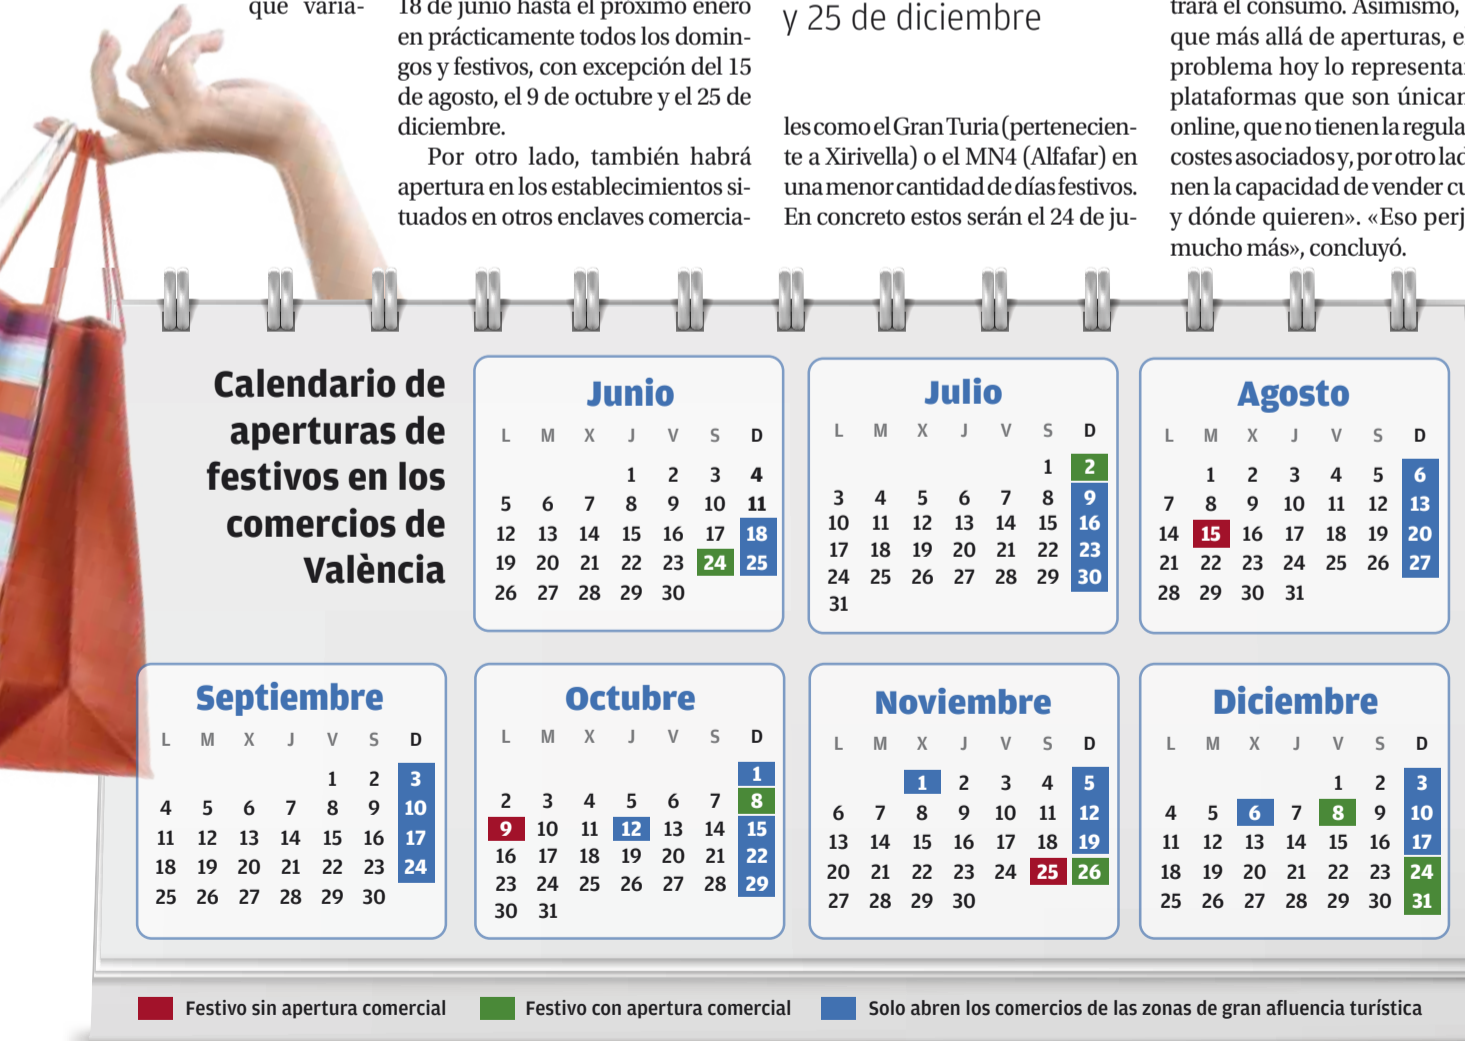 que varia-
18 de junio hasta el próximo enero
en prácticamente todos los domin-
gos y festivos, con excepción del 15
de agosto, el 9 de octubre y el 25 de
diciembre.
Por otro lado, también habrá
apertura en los establecimientos si-
tuados en otros enclaves comercia-
y 25 de diciembre
les como el Gran Turia (pertenecien-
te a Xirivella) o el MN4 (Alfafar) en
una menor cantidad de días festivos.
En concreto estos serán el 24 de ju-
trará el consumo. Asimismo,
que más allá de aperturas, e
problema hoy lo representa
plataformas que son únicam
online, que no tienen la regula
costes asociados y, por otro lad
nen la capacidad de vender cu
y dónde quieren». «Eso perj
mucho más», concluyó.
Calendario de
aperturas de
festivos en los
comercios de
València
Junio
L M X J V S D
1 2 3 4
5 6 7 8 9 10 11
12 13 14 15 16 17 18
19 20 21 22 23 24 25
26 27 28 29 30
Julio
L M X J V S D
1 2
3 4 5 6 7 8 9
10 11 12 13 14 15 16
17 18 19 20 21 22 23
24 25 26 27 28 29 30
31
Agosto
L M X J V S D
1 2 3 4 5 6
7 8 9 10 11 12 13
14 15 16 17 18 19 20
21 22 23 24 25 26 27
28 29 30 31
Septiembre
L M X J V S D
1 2 3
4 5 6 7 8 9 10
11 12 13 14 15 16 17
18 19 20 21 22 23 24
25 26 27 28 29 30
Octubre
L M X J V S D
1
2 3 4 5 6 7 8
9 10 11 12 13 14 15
16 17 18 19 20 21 22
23 24 25 26 27 28 29
30 31
Noviembre
L M X J V S D
1 2 3 4 5
6 7 8 9 10 11 12
13 14 15 16 17 18 19
20 21 22 23 24 25 26
27 28 29 30
Diciembre
L M X J V S D
1 2 3
4 5 6 7 8 9 10
11 12 13 14 15 16 17
18 19 20 21 22 23 24
25 26 27 28 29 30 31
Festivo sin apertura comercial
Festivo con apertura comercial
Solo abren los comercios de las zonas de gran afluencia turística